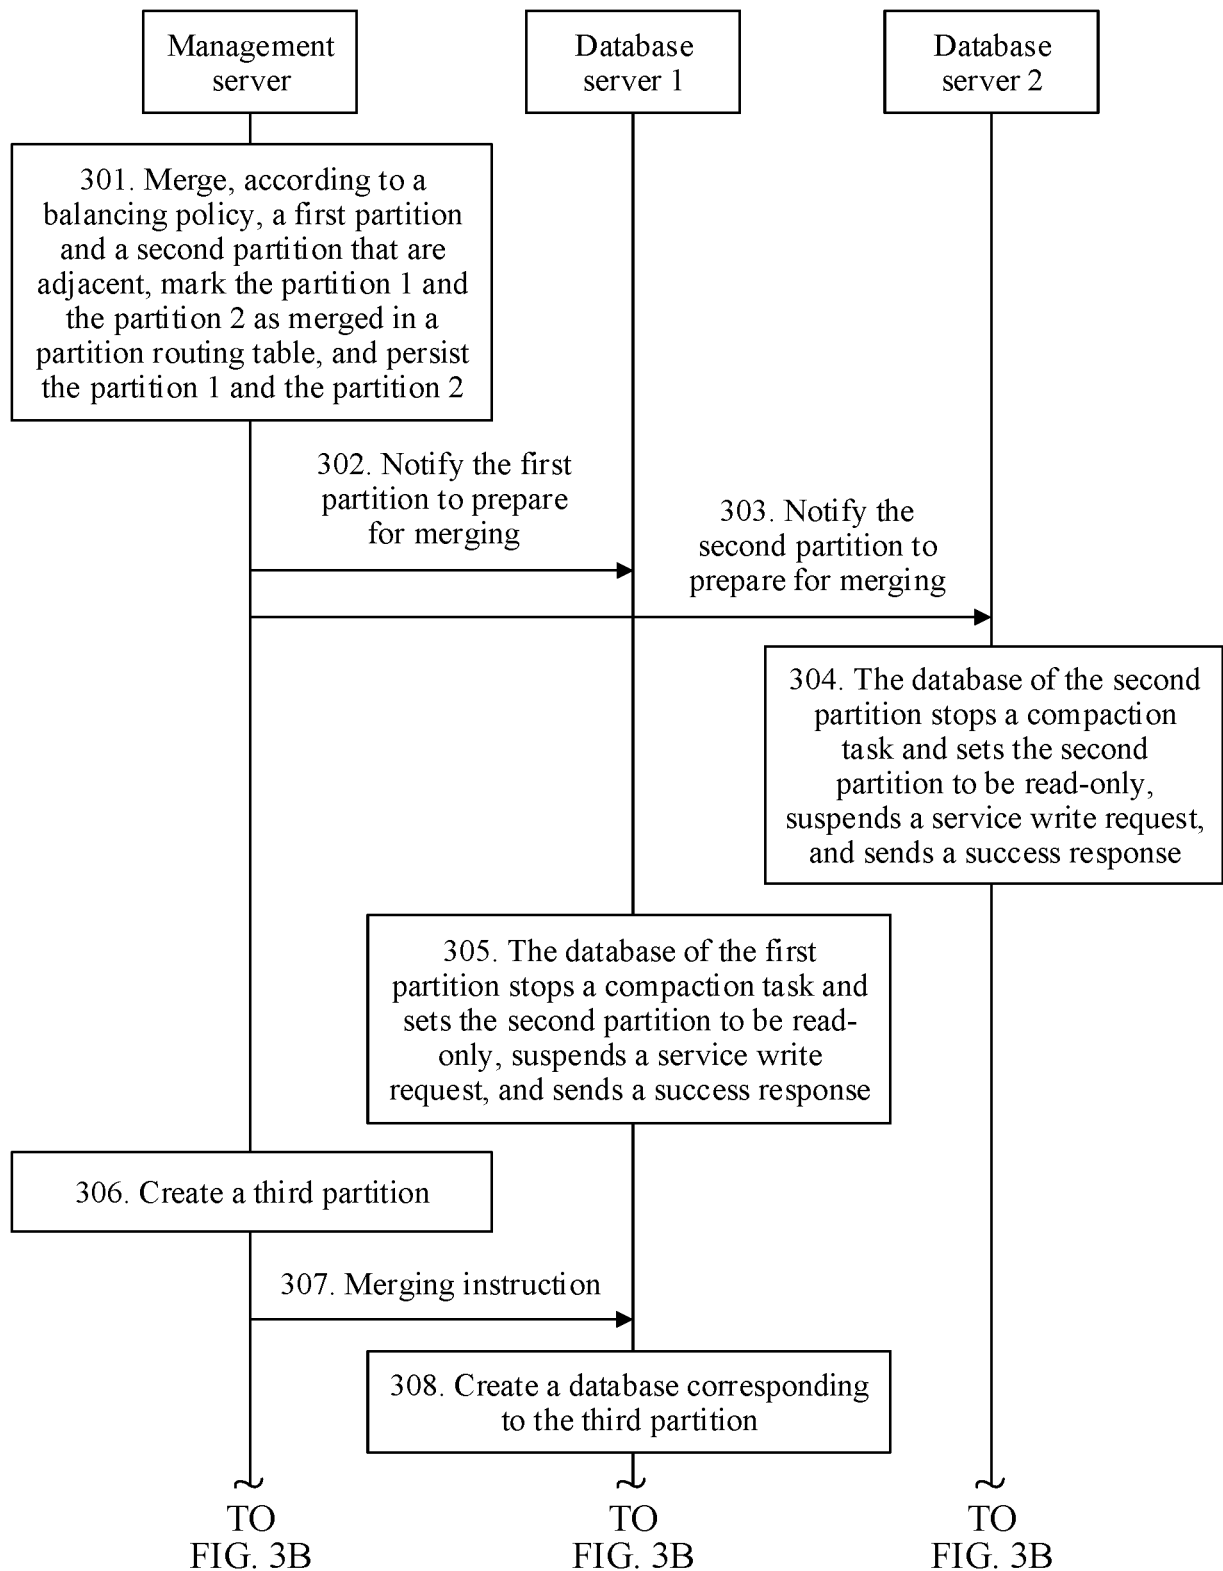 Management
server
Database
server 1
Database
server 2
301. Merge, according to a
balancing policy, a first partition
and a second partition that are
adjacent, mark the partition 1 and
the partition 2 as merged in a
partition routing table, and persist
the partition 1 and the partition 2
302. Notify the first
partition to prepare
for merging
303. Notify the
second partition to
prepare for merging
304. The database of the second
partition stops a compaction
task and sets the second
partition to be read-only,
suspends a service write request,
and sends a success response
305. The database of the first
partition stops a compaction task and
sets the second partition to be read-
only, suspends a service write
request, and sends a success response
306. Create a third partition
307. Merging instruction
308. Create a database corresponding
to the third partition
TO
FIG. 3B
TO
FIG. 3B
TO
FIG. 3B